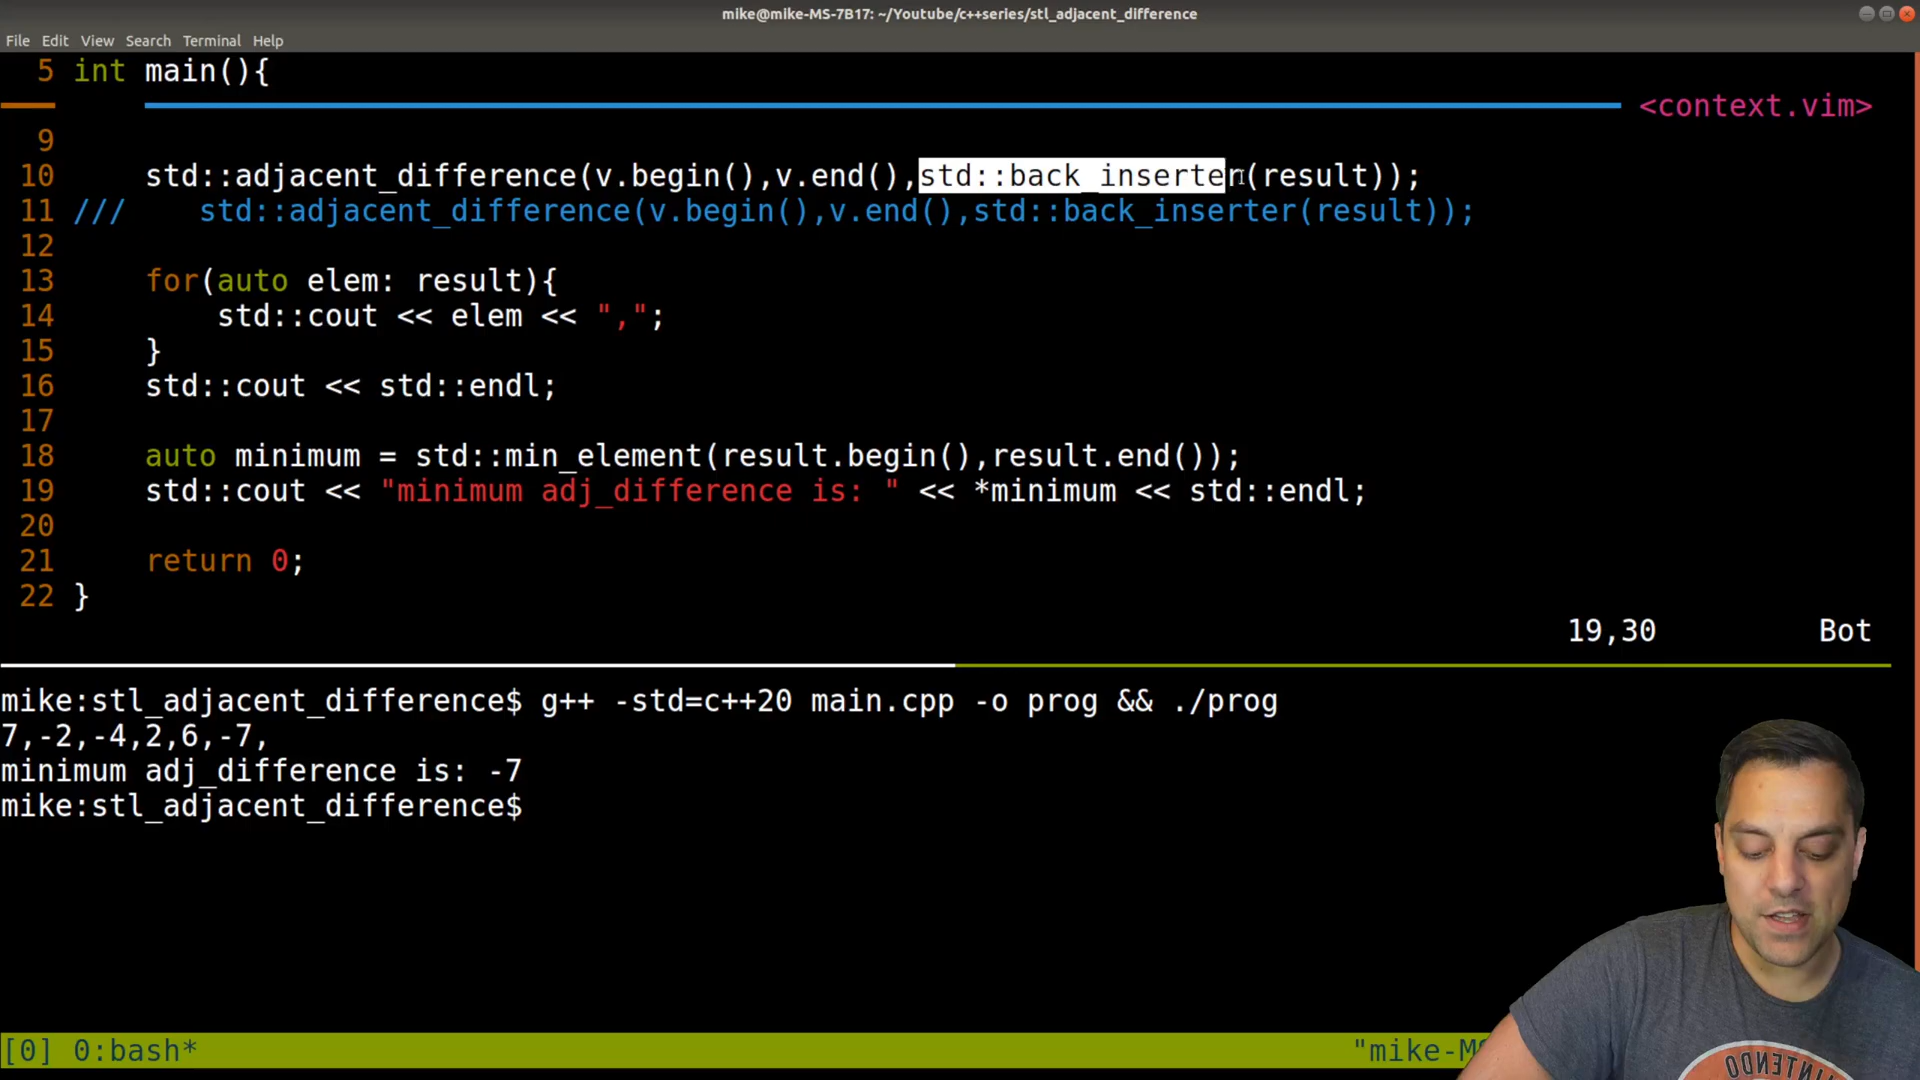 mike@mike-MS-7B17: ~/Youtube/c++series/stl_adjacent_difference
File Edit View Search Terminal Help
5 int main(){
<context.vim>
9
10 std::adjacent_difference(v.begin(),v.end(),std::back_inserter(result));
11 /// std::adjacent_difference(v.begin(),v.end(),std::back_inserter(result));
12
13 for(auto elem: result){
14 std::cout << elem << ",";
15 }
16 std::cout << std::endl;
17
18 auto minimum = std::min_element(result.begin(),result.end());
19 std::cout << "minimum adj_difference is: " << *minimum << std::endl;
20
21 return 0;
22 }
19,30 Bot
mike:stl_adjacent_difference$ g++ -std=c++20 main.cpp -o prog && ./prog
7,-2,-4,2,6,-7,
minimum adj_difference is: -7
mike:stl_adjacent_difference$
[0] 0:bash* "mike-MS
NINTENDO